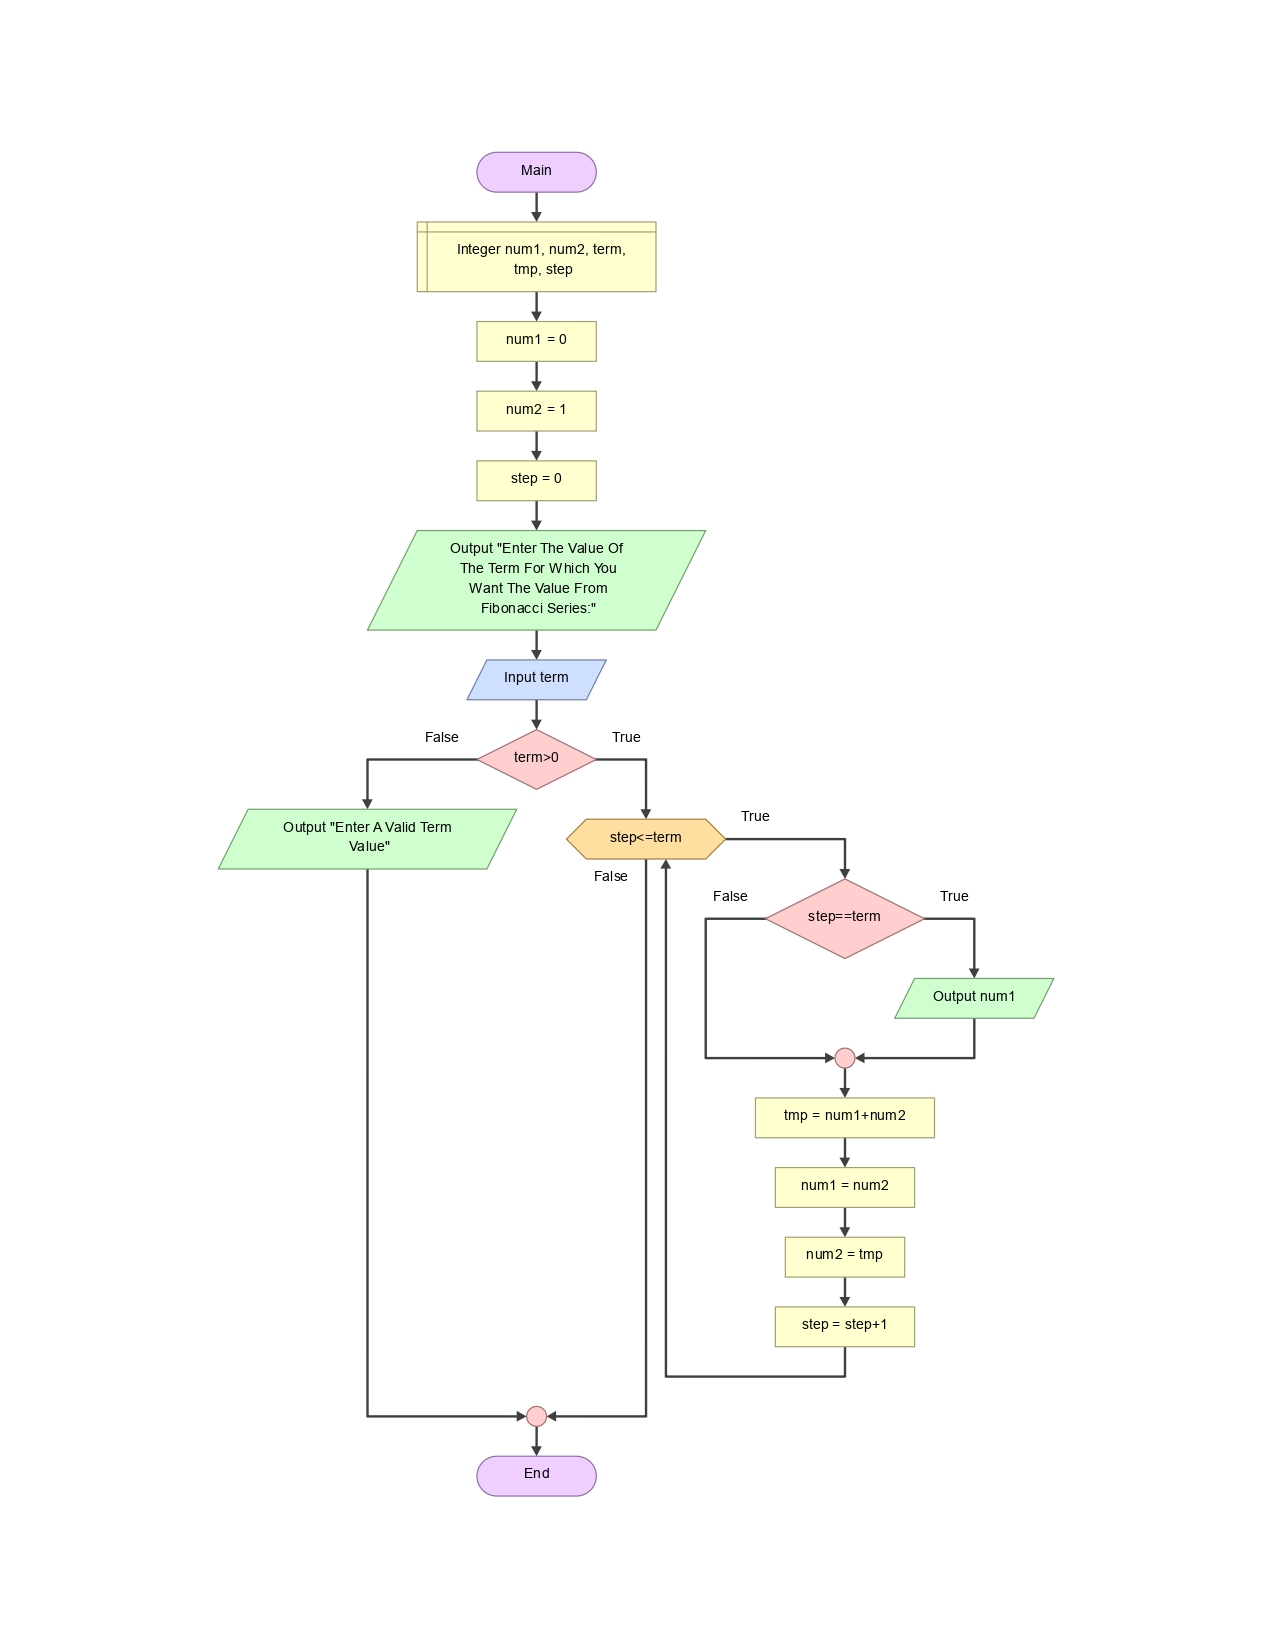 Main
Integer num1, num2, term,
tmp, step
num1 = 0
num2 = 1
step = 0
Output "Enter The Value Of
The Term For Which You
Want The Value From
Fibonacci Series:"
Input term
False
True
term>0
Output "Enter A Valid Term
Value"
step<=term
True
False
step==term
False
True
Output num1
tmp = num1+num2
num1 = num2
num2 = tmp
step = step+1
End